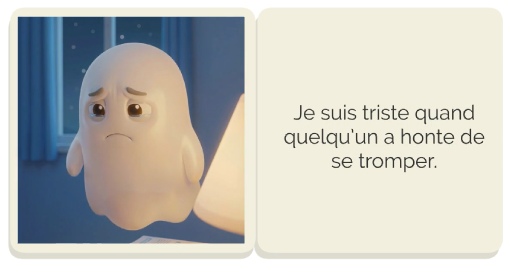 Je suis triste quand
quelqu'un a honte de
se tromper.